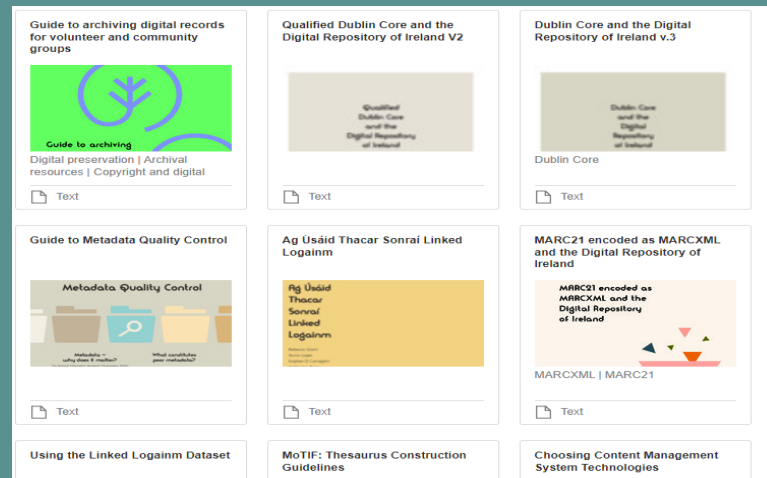 Guide to archiving digital records
for volunteer and community
groups
Guide to archiving
Digital preservation | Archival
resources | Copyright and digital
Text
Qualified Dublin Core and the
Digital Repository of Ireland V2
Qualified
Dublin Core
and the
Digital Repository
of Ireland
Text
Dublin Core and the Digital
Repository of Ireland v.3
Dublin Core
and the
Digital
Repository
of Ireland
Dublin Core
Text
Guide to Metadata Quality Control
Metadata Quality Control
Metadata –
why does it matter?
What constitutes
poor metadata?
Text
Ag Úsáid Thacar Sonraí Linked
Logainm
Ag Úsáid
Thacar
Sonraí
Linked
Logainm
Text
MARC21 encoded as MARCXML
and the Digital Repository of
Ireland
MARC21 encoded as
MARCXML and the
Digital Repository
of Ireland
MARCXML | MARC21
Text
Using the Linked Logainm Dataset
MoTIF: Thesaurus Construction
Guidelines
Choosing Content Management
System Technologies